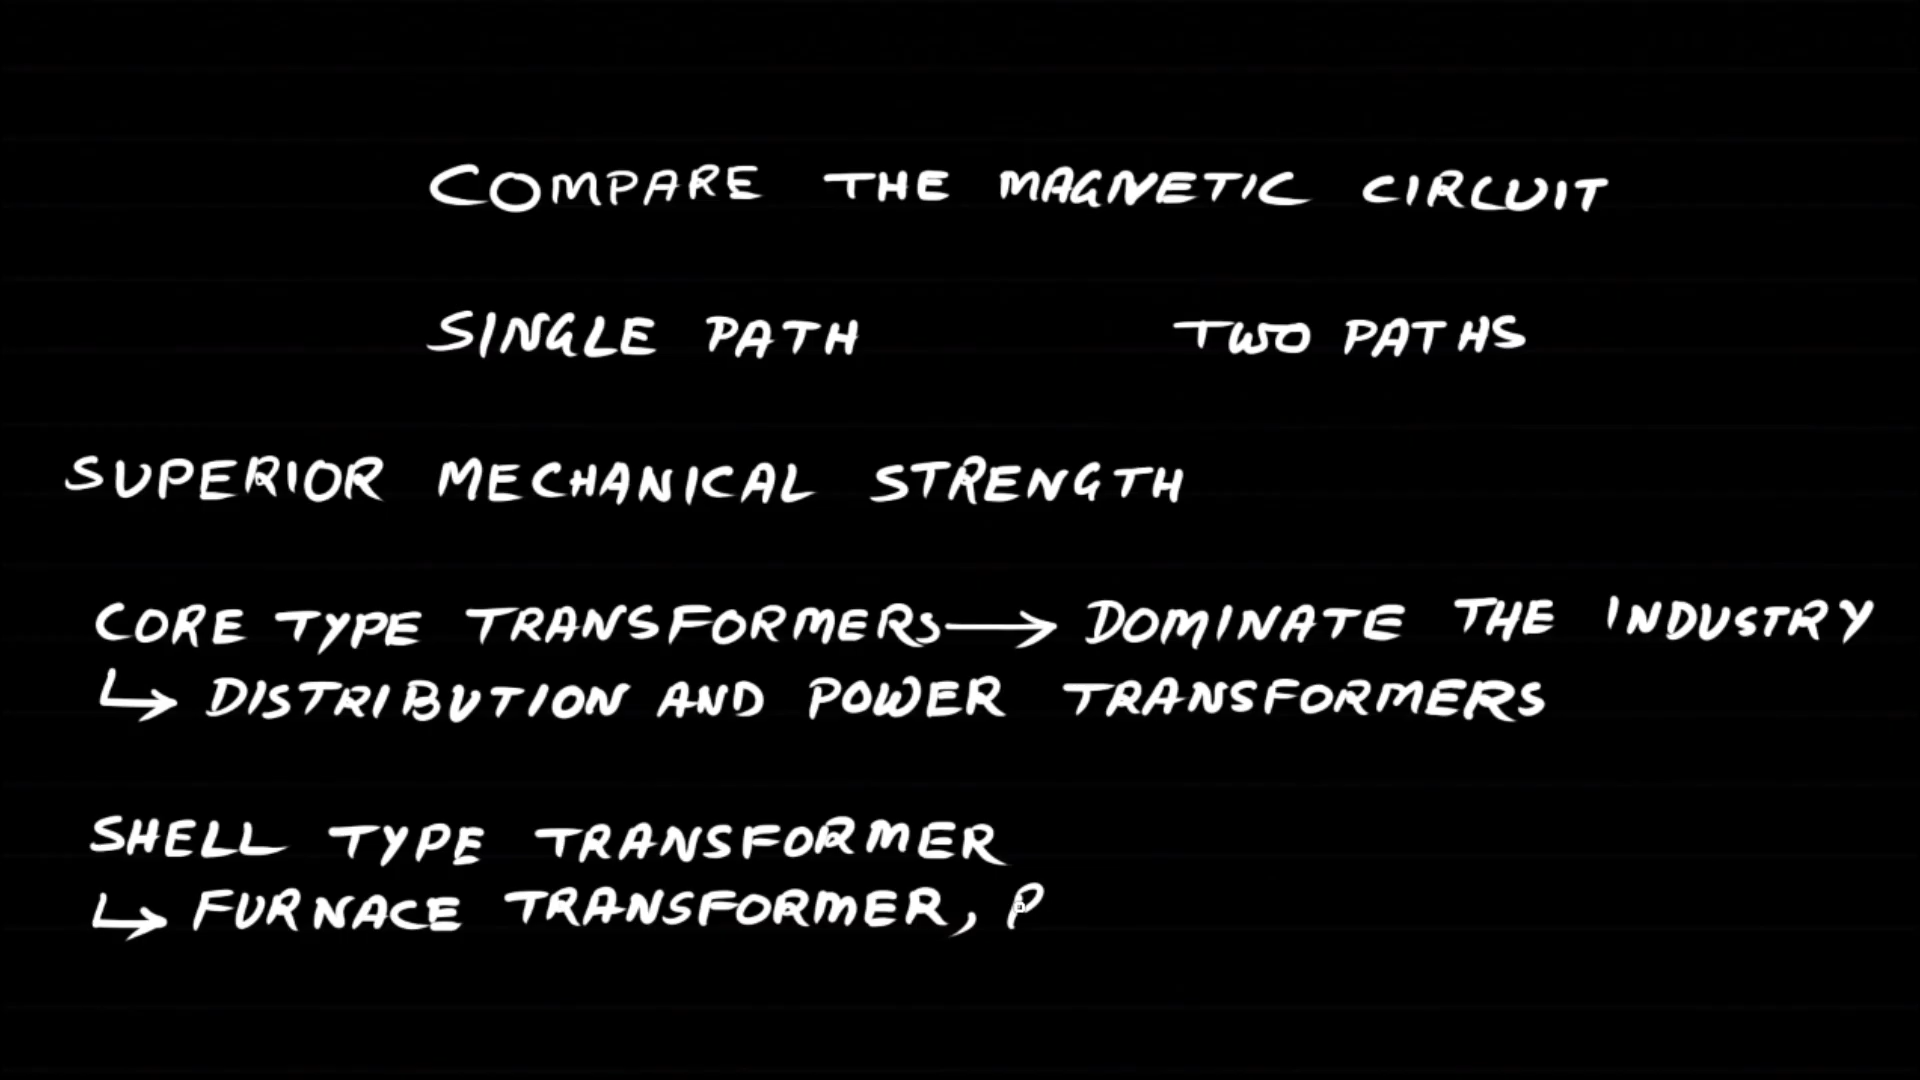 COMPARE THE MAGNETIC CIRCUIT
SINGLE PATH TWO PATHS
SUPERIOR MECHANICAL STRENGTH
CORE TYPE TRANSFORMERS → DOMINATE THE INDUSTRY
↳ DISTRIBUTION AND POWER TRANSFORMERS
SHELL TYPE TRANSFORMER
↳ FURNACE TRANSFORMER, P